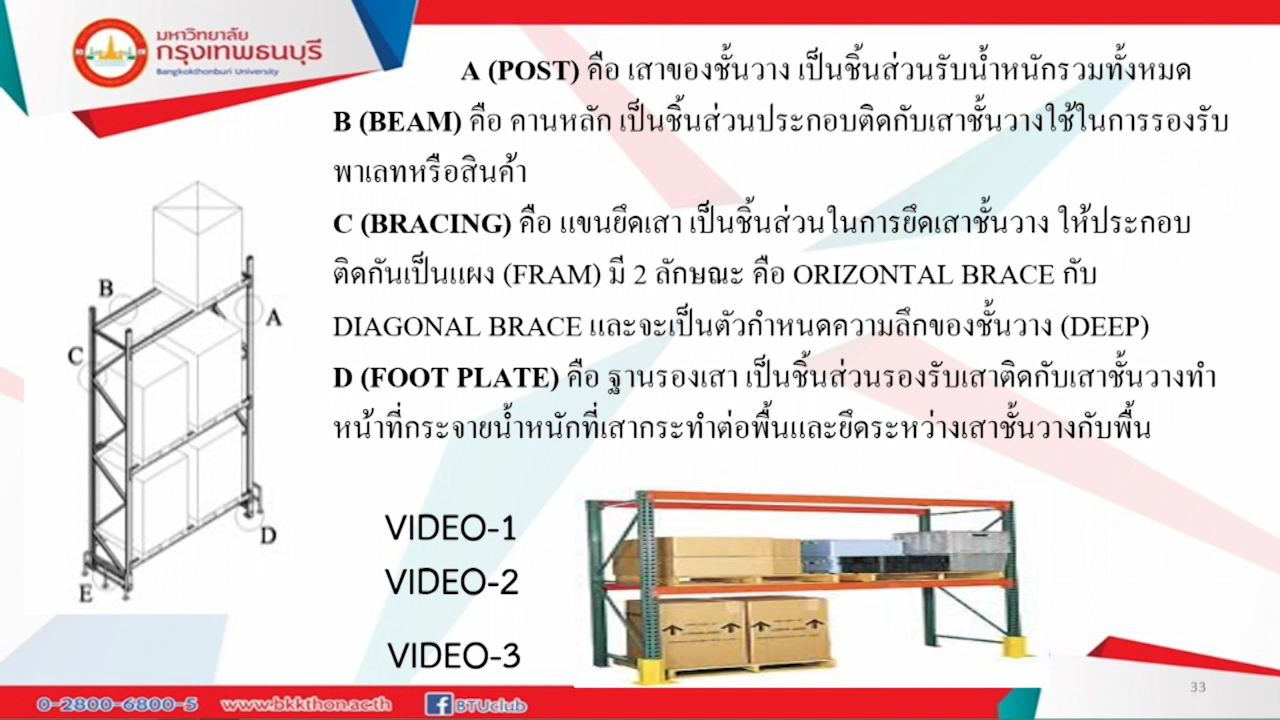 มหาวิทยาลัย
กรุงเทพธนบุรี
Bangkokthonburi University
A (POST) คือ เสาของชั้นวาง เป็นชิ้นส่วนรับน้ำหนักรวมทั้งหมด
B (BEAM) คือ คานหลัก เป็นชิ้นส่วนประกอบติดกับเสาชั้นวางใช้ในการรองรับ
พาเลทหรือสินค้า
C (BRACING) คือ แขนยึดเสา เป็นชิ้นส่วนในการยึดเสาชั้นวาง ให้ประกอบ
ติดกันเป็นแผง (FRAM) มี 2 ลักษณะ คือ ORIZONTAL BRACE กับ
DIAGONAL BRACE และจะเป็นตัวกำหนดความลึกของชั้นวาง (DEEP)
D (FOOT PLATE) คือ ฐานรองเสา เป็นชิ้นส่วนรองรับเสาติดกับเสาชั้นวางทำ
หน้าที่กระจายน้ำหนักที่เสากระทำต่อพื้นและยึดระหว่างเสาชั้นวางกับพื้น
B
A
C
D
E
VIDEO-1
VIDEO-2
VIDEO-3
33
0-2800-6800-5 www.bkkthon.ac.th BTUclub